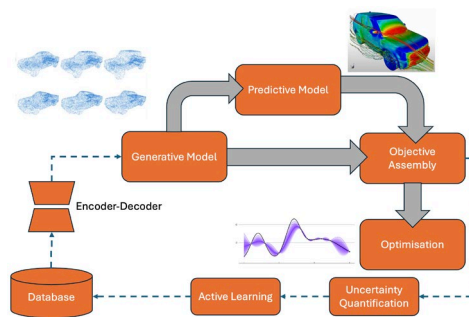 Predictive Model
Generative Model
Objective
Assembly
Encoder-Decoder
Optimisation
Database
Active Learning
Uncertainty
Quantification